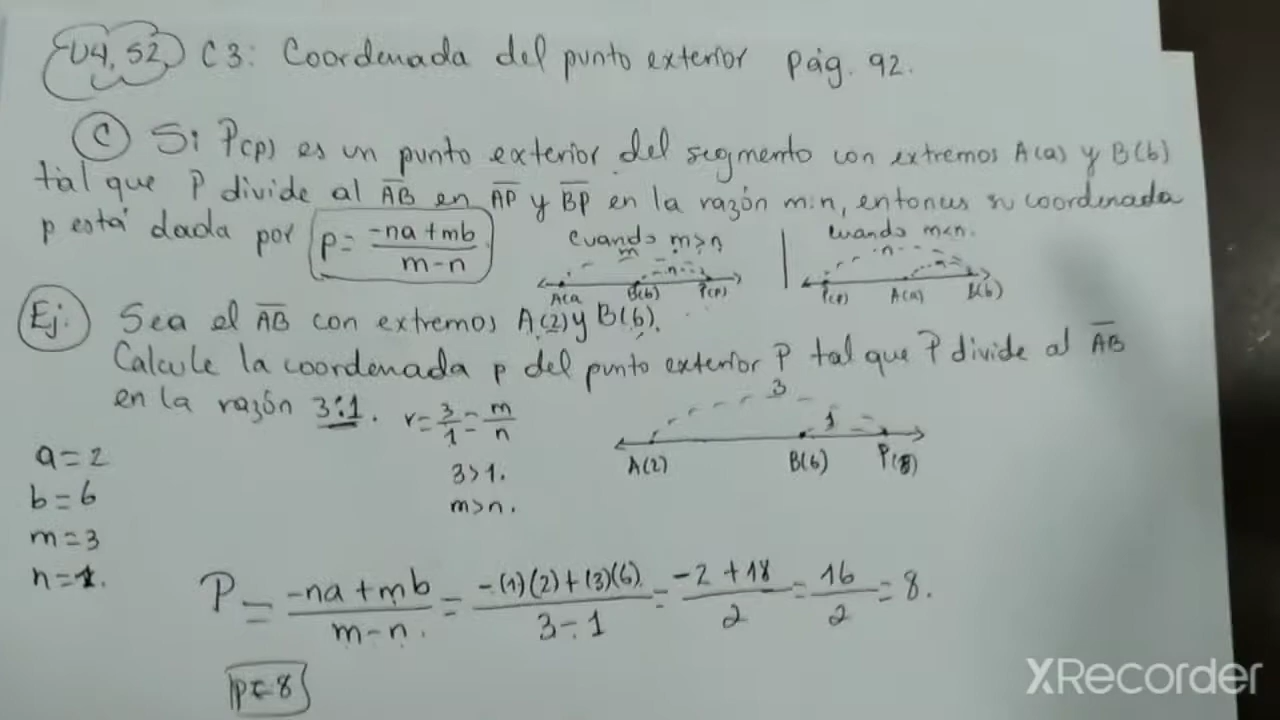 U4, S2, C3: Coordenada del punto exterior pág. 92.
C Si P(p) es un punto exterior del segmento con extremos A(a) y B(b)
tal que P divide al AB en AP y BP en la razón m:n, entonces su coordenada
p está dada por p = (-na + mb)/(m-n)
cuando m>n. cuando m<n.
m n
n m
A(a B(b) P(p) P(p) A(a) B(b)
Ej. Sea el AB con extremos A(2) y B(6).
Calcule la coordenada p del punto exterior P tal que P divide al AB
en la razón 3:1. r = 3/1 = m/n
3 1
A(2) B(6) P(8)
a = 2
b = 6
m = 3
n = 1.
3 > 1.
m > n.
P = (-na + mb)/(m-n) = (-(1)(2) + (3)(6))/(3-1) = (-2 + 18)/2 = 16/2 = 8.
p = 8
XRecorder